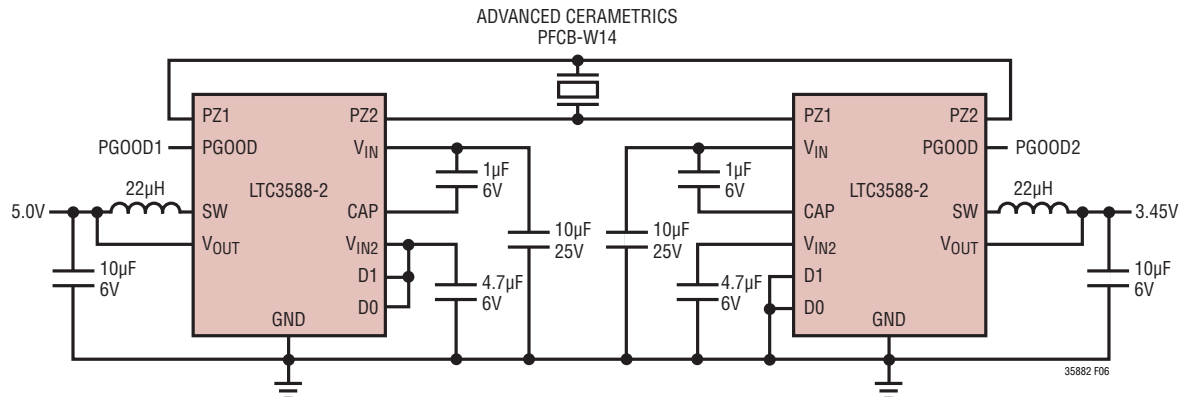 ADVANCED CERAMETRICS
PFCB-W14
PZ1
PZ2
PGOOD1
PGOOD
VIN
1µF
6V
22µH
LTC3588-2
5.0V
SW
CAP
VOUT
VIN2
10µF
25V
10µF
6V
D1
4.7µF
6V
D0
GND
PZ1
PZ2
VIN
PGOOD
PGOOD2
1µF
6V
LTC3588-2
22µH
CAP
SW
3.45V
10µF
25V
VIN2
VOUT
4.7µF
6V
D1
10µF
6V
D0
GND
35882 F06